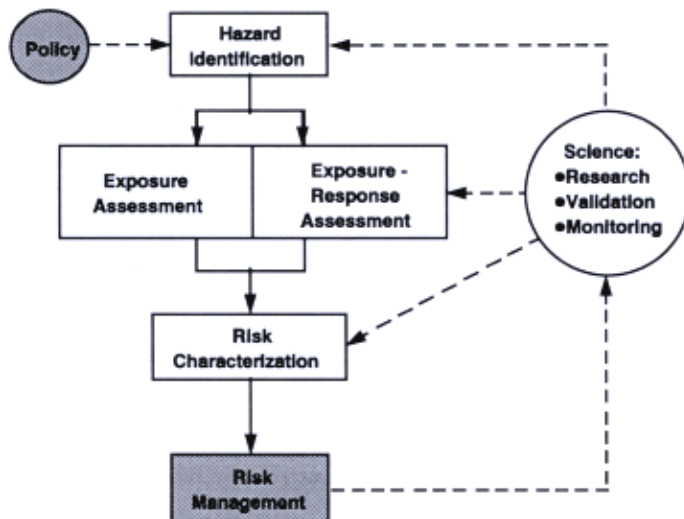 Policy
Hazard
Identification
Exposure
Assessment
Exposure -
Response
Assessment
Science:
●Research
●Validation
●Monitoring
Risk
Characterization
Risk
Management